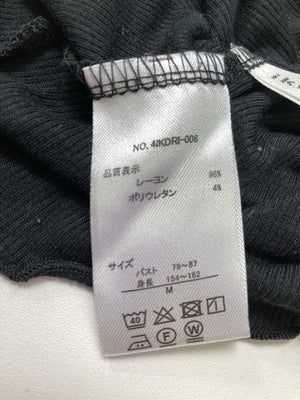 NO. 4IKDRI-006
品質表示
レーヨン 96%
ポリウレタン 4%
サイズ
バスト 79~87
身長 154~162
M
40
F W